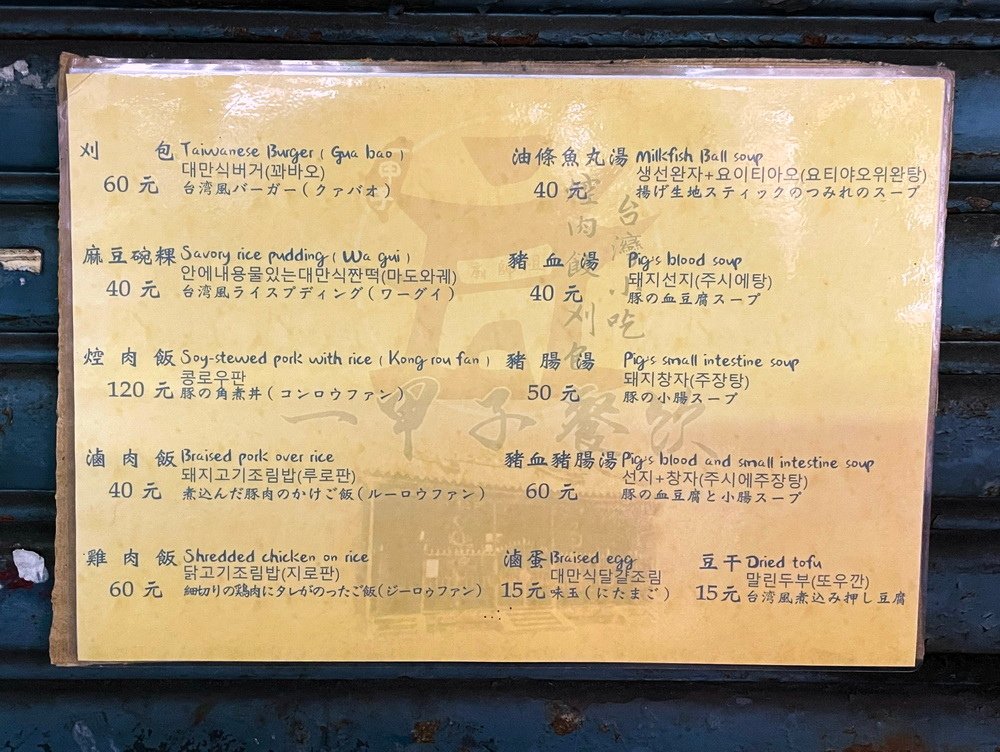 刈包 Taiwanese Burger ( Gua bao )
대만식버거(꽈바오)
60 元 台湾風バーガー ( クァバオ )
麻豆碗粿 Savory rice pudding ( Wa gui )
안에내용물있는대만식짠떡(마도와궤)
40 元 台湾風ライスプディング ( ワーグイ )
焢肉飯 Soy-stewed pork with rice ( Kong rou fan )
콩로우판
120 元 豚の角煮丼 ( コンロウファン )
滷肉飯 Braised pork over rice
돼지고기조림밥(루로판)
40 元 煮込んだ豚肉のかけご飯 ( ルーロウファン )
雞肉飯 Shredded chicken on rice
닭고기조림밥(지로판)
60 元 細切りの鶏肉にタレがのったご飯 (ジーロゥファン)
油條魚丸湯 Milkfish Ball soup
생선완자+요이티아오(요티야오위완탕)
40 元 揚げ生地スティックのつみれのスープ
豬血湯 Pig's blood soup
돼지선지(주시에탕)
40 元 豚の血豆腐スープ
豬腸湯 Pig's small intestine soup
돼지창자(주장탕)
50 元 豚の小腸スープ
豬血豬腸湯 Pig's blood and small intestine soup
선지+창자(주시에주장탕)
60 元 豚の血豆腐と小腸スープ
滷蛋 Braised egg
대만식달걀조림
15 元 味玉 ( にたまご )
豆干 Dried tofu
말린두부(또우깐)
15 元 台湾風煮込み押し豆腐
台灣小吃
焢肉飯刈包
一甲子餐飲